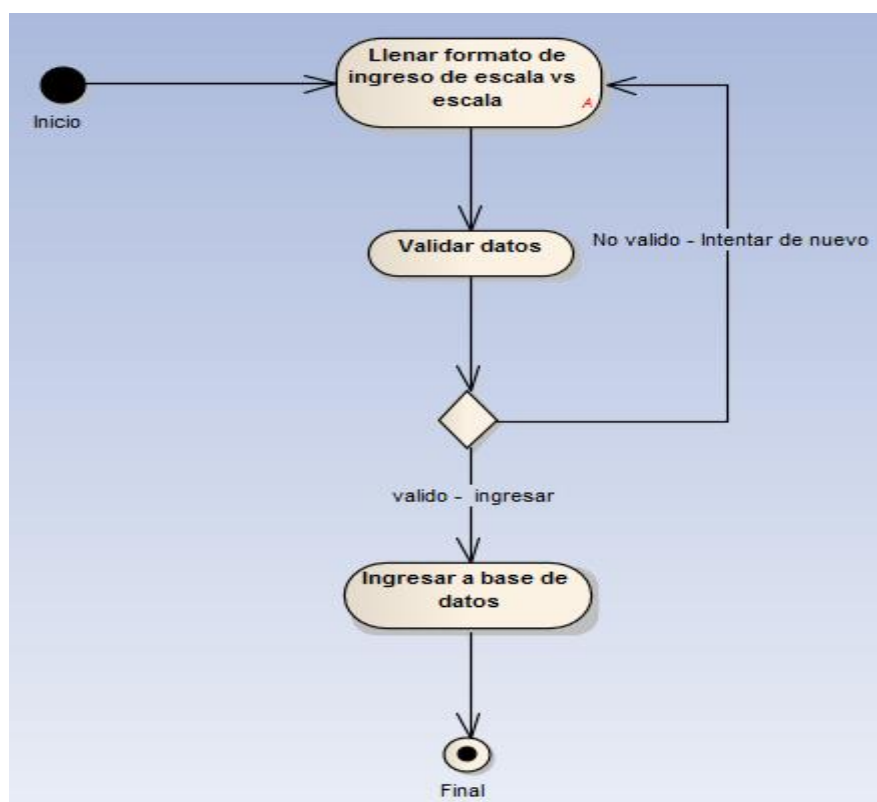 Llenar formato de
ingreso de escala vs
escala
A
Inicio
Validar datos
No valido - Intentar de nuevo
valido - ingresar
Ingresar a base de
datos
Final